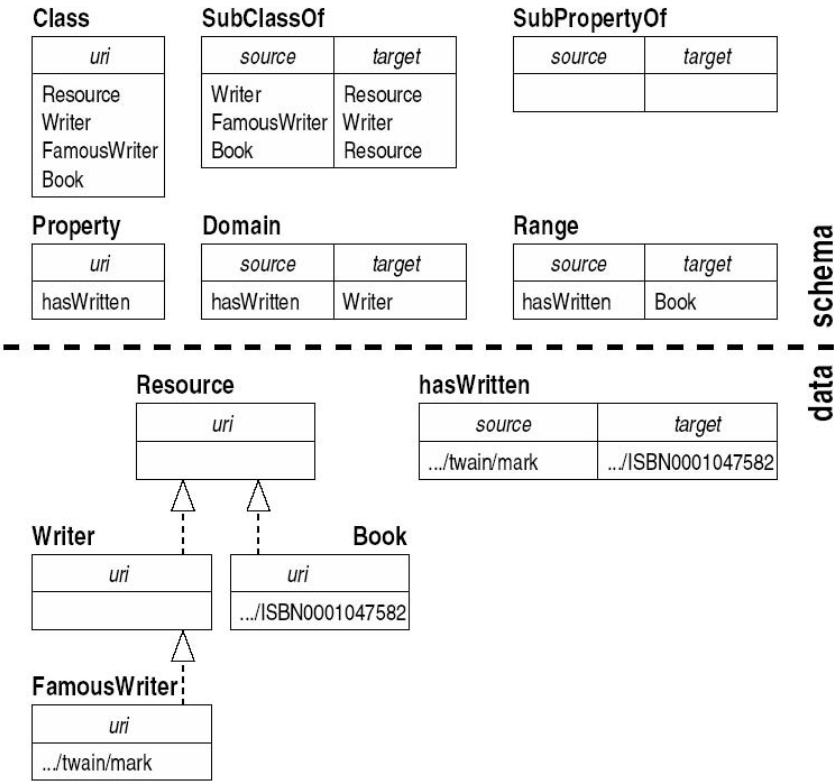 Class SubClassOf SubPropertyOf
uri source target source target
Resource Writer Resource
Writer FamousWriter Writer
FamousWriter Book Resource
Book
Property Domain Range
uri source target source target
hasWritten hasWritten Writer hasWritten Book
schema
data
Resource hasWritten
uri source target
.../twain/mark .../ISBN0001047582
Writer Book
uri uri
.../ISBN0001047582
FamousWriter
uri
.../twain/mark